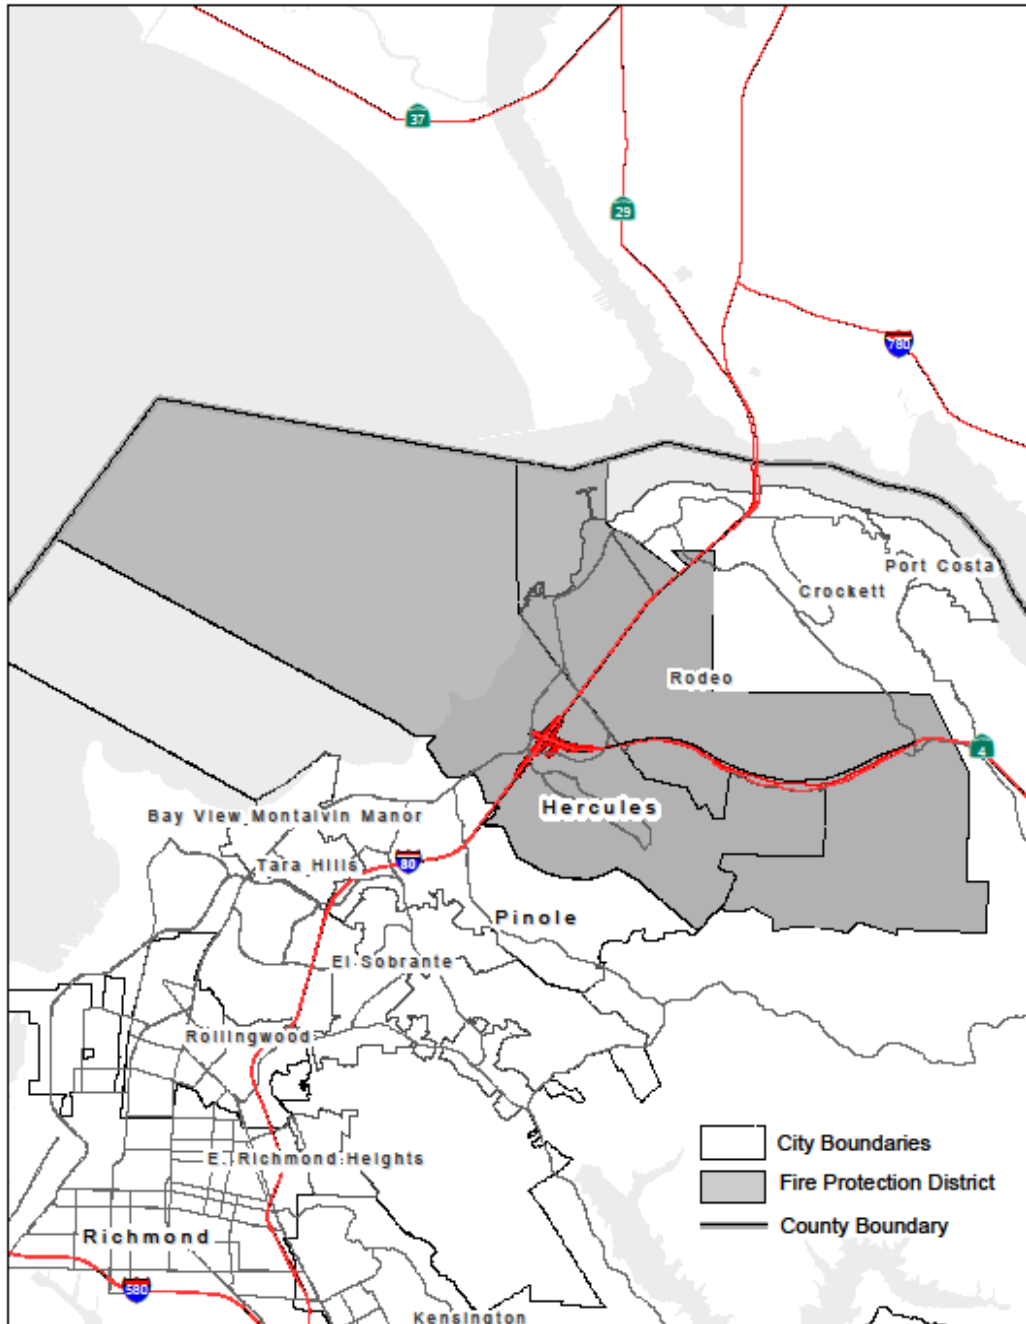 37
29
780
Port Costa
Crockett
Rodeo
4
Hercules
Bay View Montalvin Manor
80
Tara Hills
Pinole
El Sobrante
Rollingwood
City Boundaries
E. Richmond Heights
Fire Protection District
County Boundary
Richmond
580
Kensington